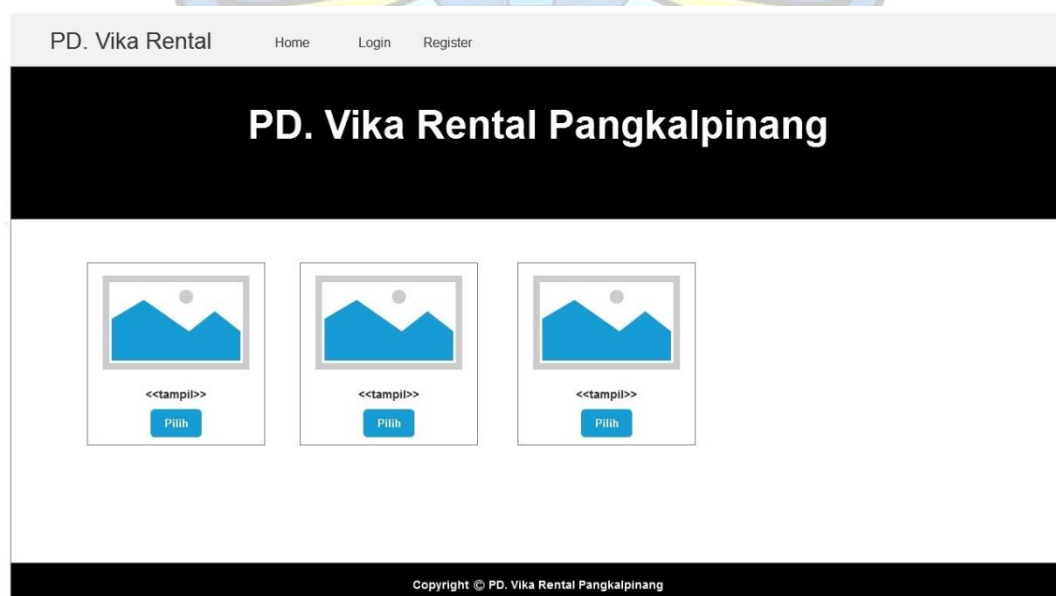 PD. Vika Rental Home Login Register
PD. Vika Rental Pangkalpinang
<<tampil>> <<tampil>> <<tampil>>
Pilih Pilih Pilih
Copyright © PD. Vika Rental Pangkalpinang